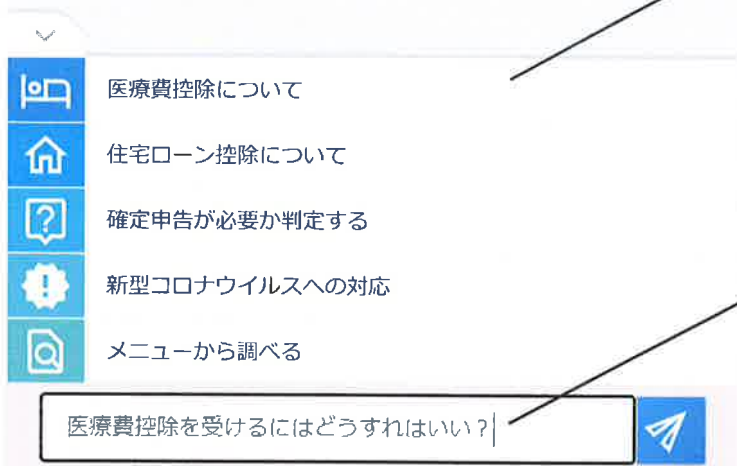 医療費控除について
住宅ローン控除について
確定申告が必要か判定する
新型コロナウイルスへの対応
メニューから調べる
医療費控除を受けるにはどうすればいい？